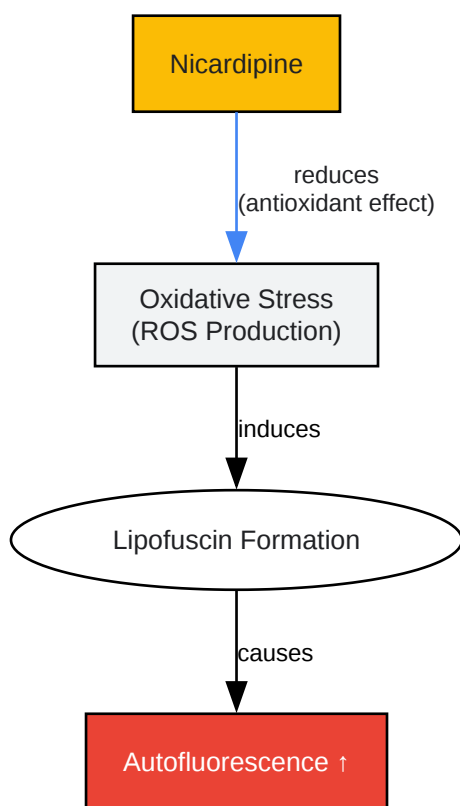 Nicardipine
reduces
(antioxidant effect)
Oxidative Stress
(ROS Production)
induces
Lipofuscin Formation
causes
Autofluorescence ↑